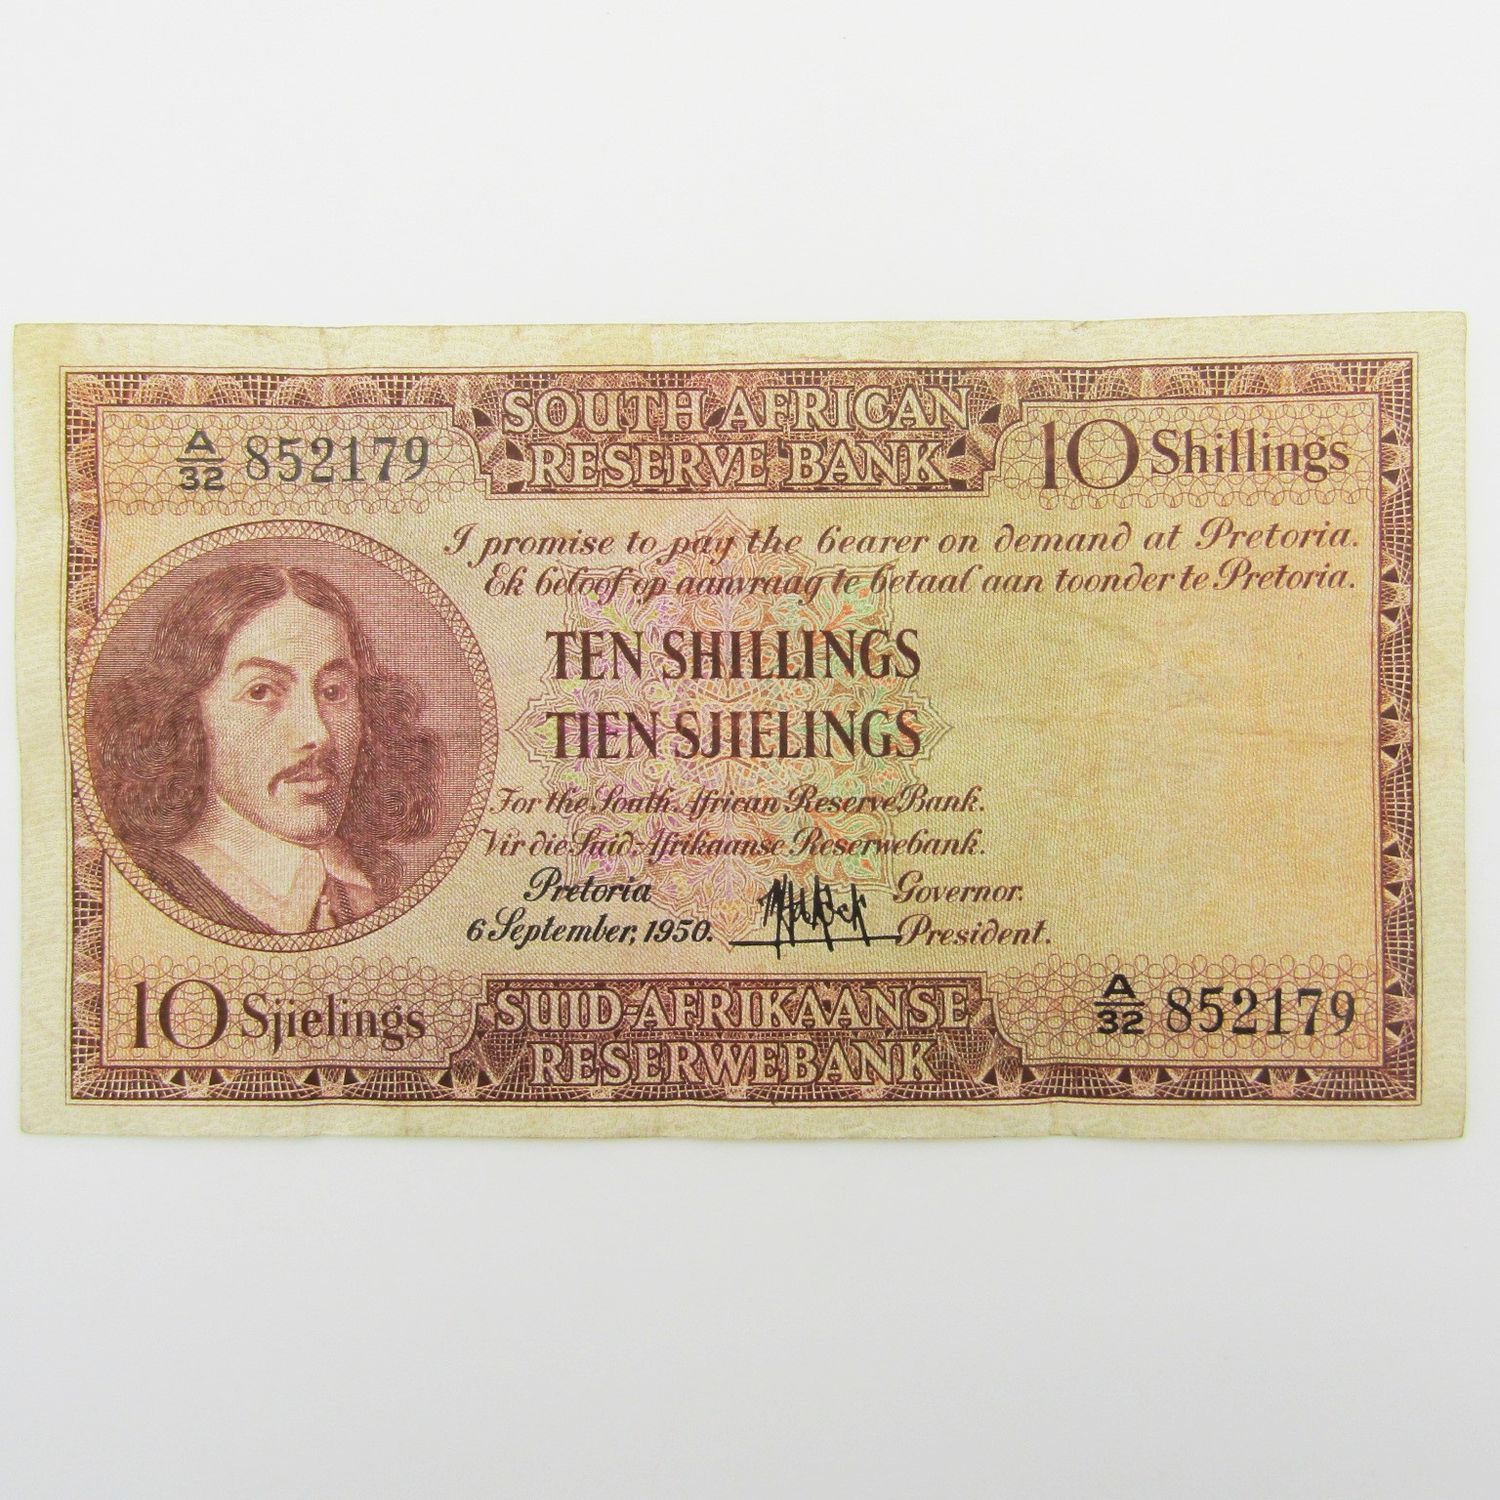 SOUTH AFRICAN
RESERVE BANK
A/32 852179
10 Shillings
I promise to pay the bearer on demand at Pretoria.
Ek beloof op aanvraag te betaal aan toonder te Pretoria.
TEN SHILLINGS
TIEN SJIELINGS
For the South African Reserve Bank.
Vir die Suid-Afrikaanse Reserwebank.
Pretoria
6 September, 1950.
Governor.
President.
10 Sjielings
SUID-AFRIKAANSE
RESERWEBANK
A/32 852179